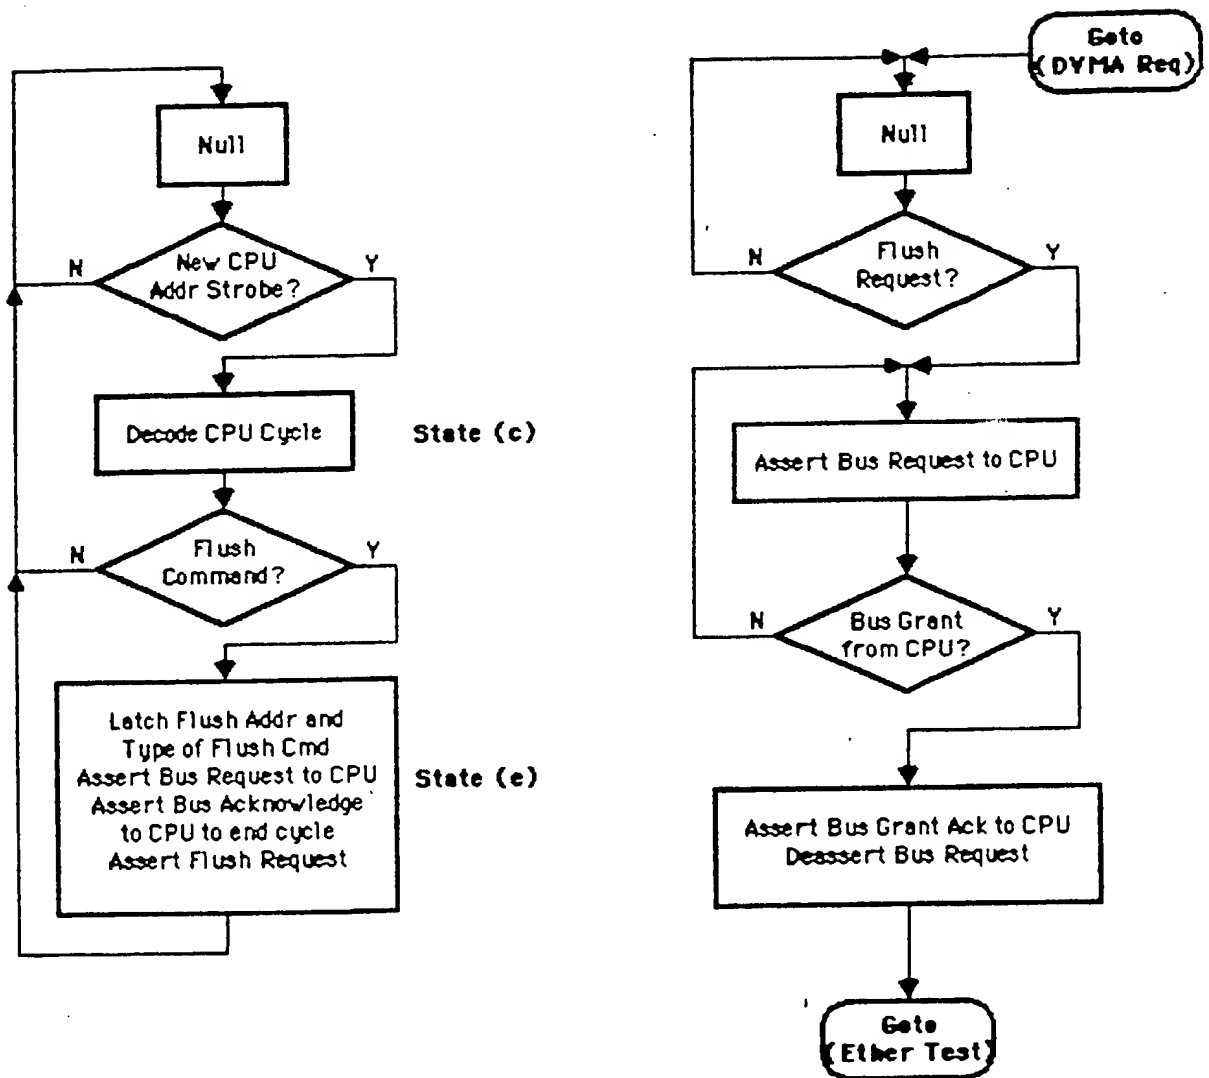 Null
N
New CPU
Addr Strobe?
Y
Decode CPU Cycle
State (c)
N
Flush
Command?
Y
Latch Flush Addr and
Type of Flush Cmd
Assert Bus Request to CPU
Assert Bus Acknowledge
to CPU to end cycle
Assert Flush Request
State (e)
Goto
(DYMA Req)
Null
N
Flush
Request?
Y
Assert Bus Request to CPU
N
Bus Grant
from CPU?
Y
Assert Bus Grant Ack to CPU
Deassert Bus Request
Goto
(Ether Test)